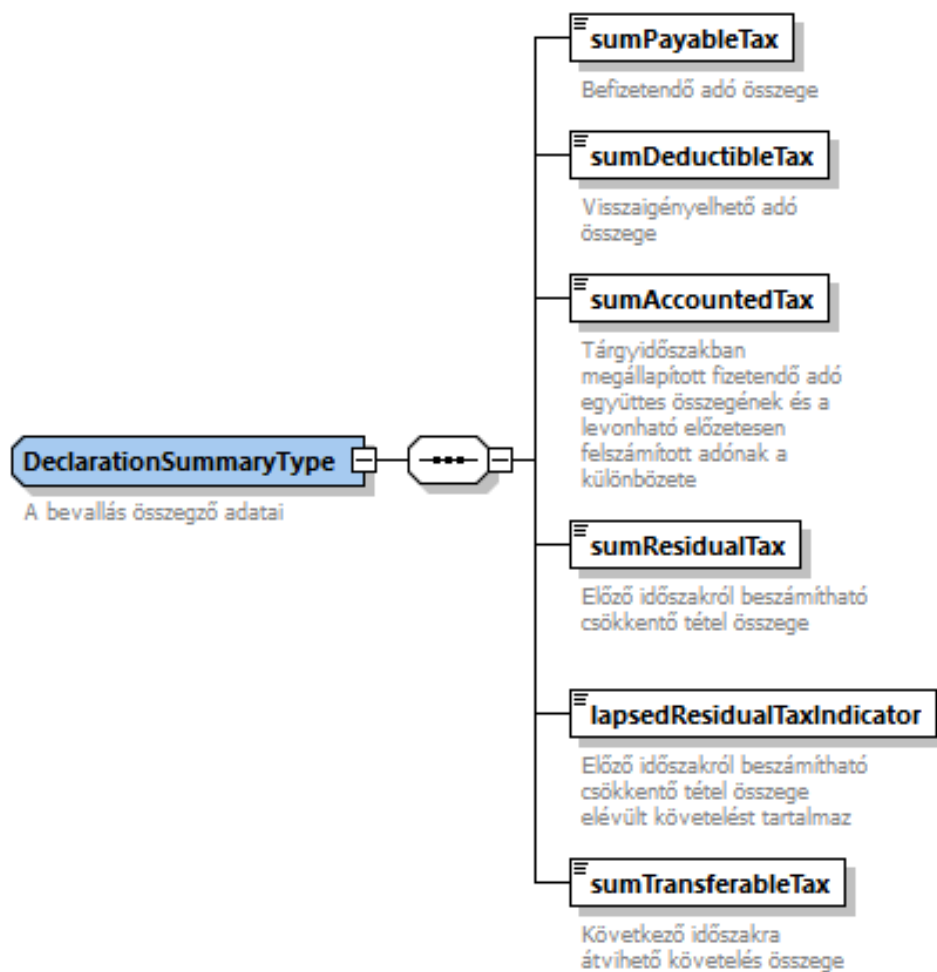 sumPayableTax
Befizetendő adó összege
sumDeductibleTax
Visszaigényelhető adó
összege
sumAccountedTax
Tárgyidőszakban
megállapított fizetendő adó
együttes összegének és a
levonható előzetesen
felszámított adónak a
különbözete
DeclarationSummaryType
A bevallás összegző adatai
sumResidualTax
Előző időszakról beszámítható
csökkentő tétel összege
lapsedResidualTaxIndicator
Előző időszakról beszámítható
csökkentő tétel összege
elévült követelést tartalmaz
sumTransferableTax
Következő időszakra
átvihető követelés összege